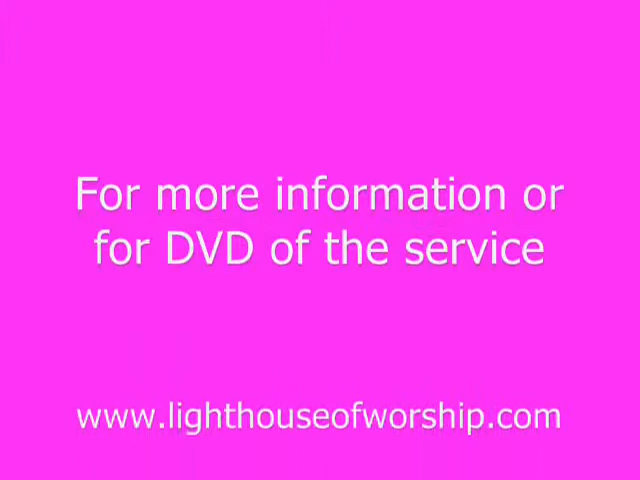 For more information or
for DVD of the service
www.lighthouseofworship.com